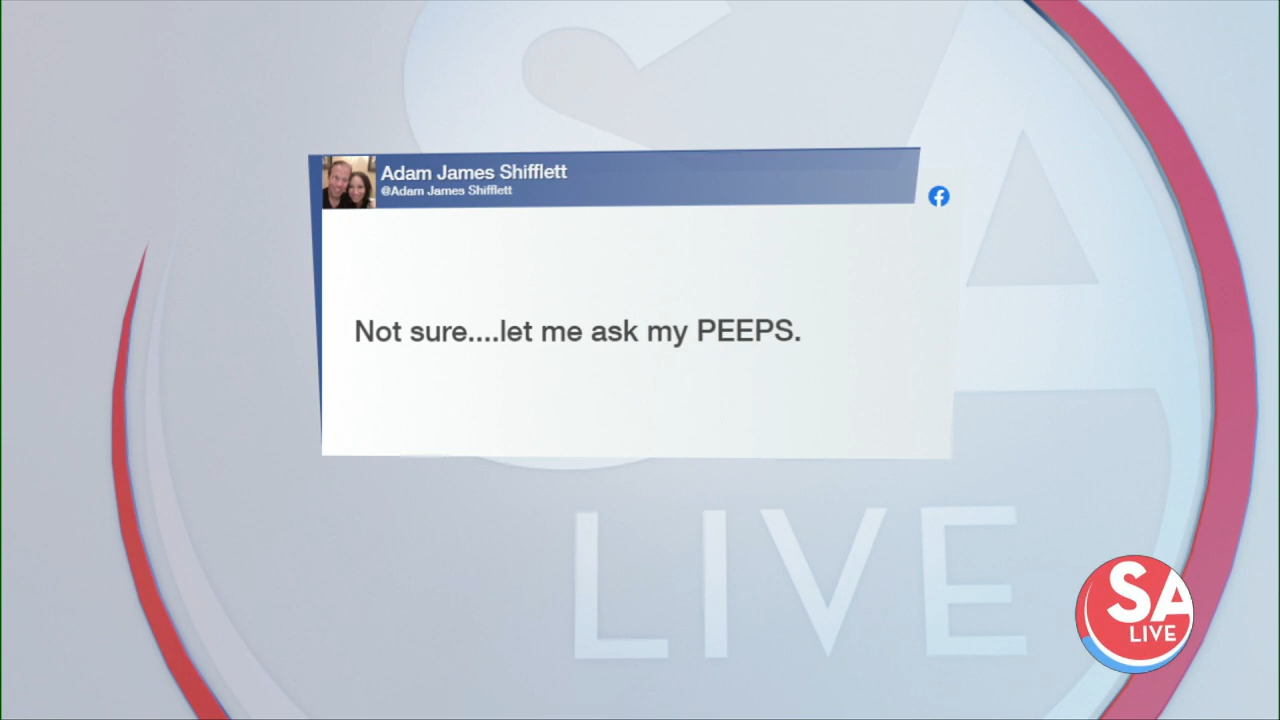 Adam James Shifflett
@Adam James Shifflett
Not sure....let me ask my PEEPS.
SA
LIVE
SA
LIVE